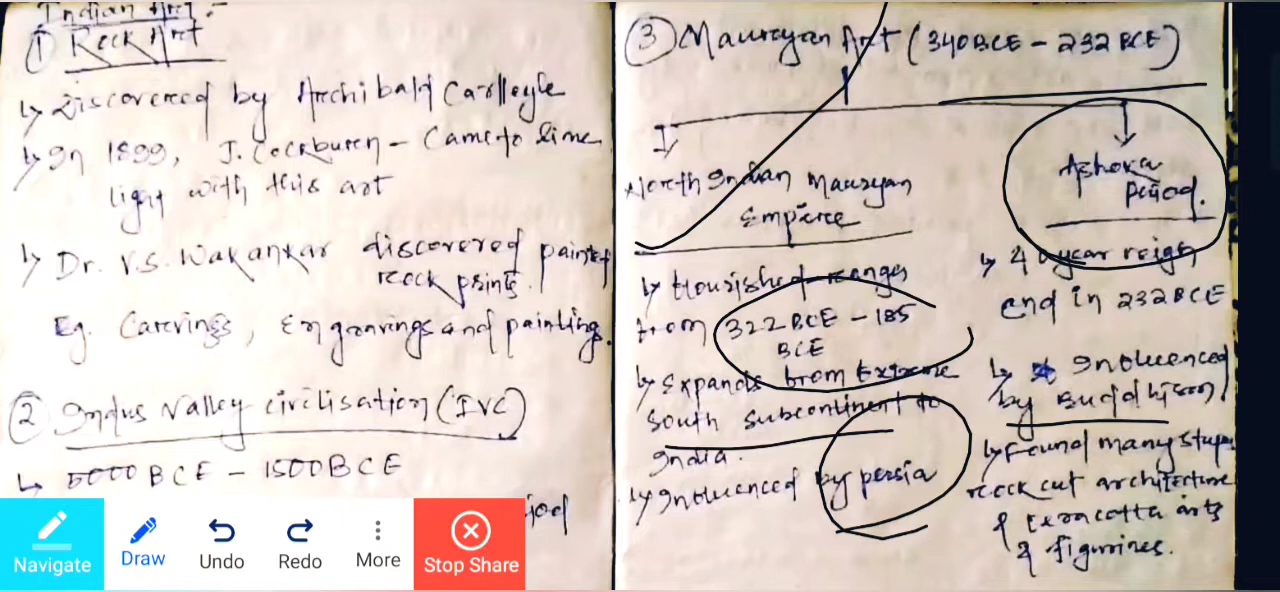 Indian Art :-
① Rock Art
↳ Discovered by Archibald Carlleyle
↳ In 1899, J. Cockburn - Came to lime
light with this art
↳ Dr. V.S. Wakankar discovered painted
rock prints.
Eg. Carvings, Engravings and painting.
② Indus Valley civilisation (IVC)
↳ 5000 BCE - 1500 BCE
③ Mauryan Art (340 BCE - 232 BCE)
North Indian Mauryan
Empire
↳ Flourished ranges
from 322 BCE - 185
BCE
↳ Expands from Extreme
South subcontinent to
India.
↳ Influenced by persia
Ashoka
Period.
↳ 40 year reign
end in 232 BCE
↳ Influenced
by Buddhism
↳ Found many stupa
rock cut architecture
& terracotta arts
& figurines.
Navigate
Draw
Undo
Redo
More
Stop Share